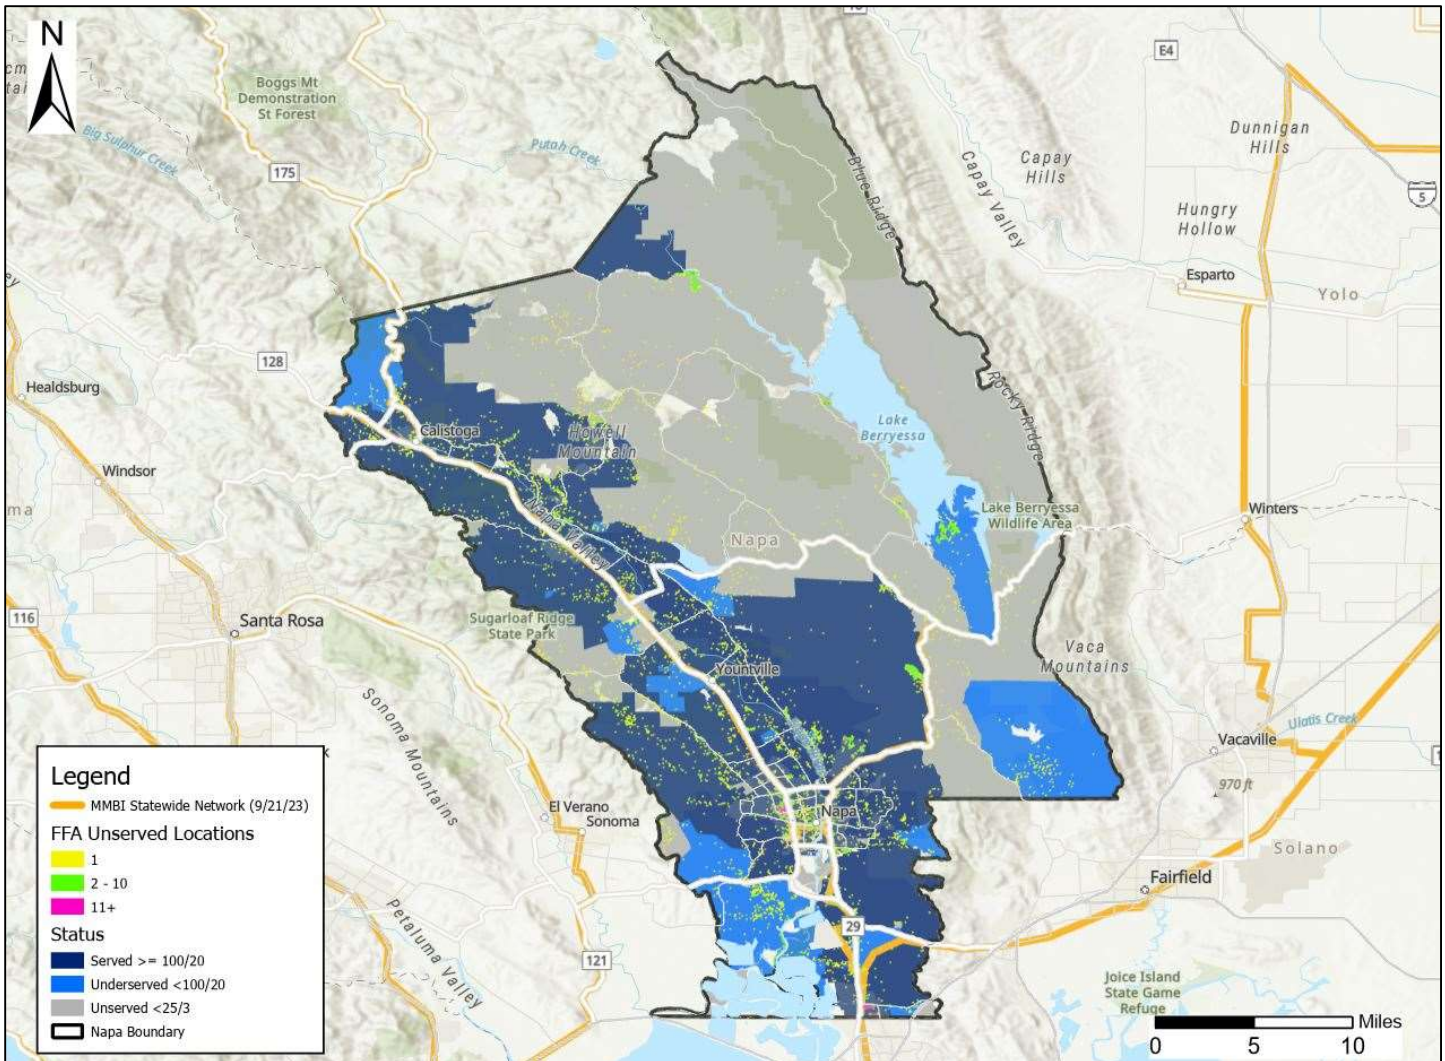 N
Boggs Mt
Demonstration
St Forest
Big Sulphur Creek
175
Putah Creek
Blue Ridge
Capay Valley
Capay
Hills
E4
Dunnigan
Hills
5
Hungry
Hollow
Esparto
Yolo
128
Healdsburg
Windsor
Calistoga
Howell
Mountain
Lake
Berryessa
Rocky Ridge
Lake Berryessa
Wildlife Area
Winters
Napa Valley
Napa
116
Santa Rosa
Sugarloaf Ridge
State Park
Yountville
Vaca
Mountains
Sonoma Mountains
Ulatis Creek
Vacaville
970 ft
El Verano
Sonoma
Napa
Solano
Fairfield
29
121
Petaluma Valley
Joice Island
State Game
Refuge
Legend
MMBI Statewide Network (9/21/23)
FFA Unserved Locations
1
2 - 10
11+
Status
Served >= 100/20
Underserved <100/20
Unserved <25/3
Napa Boundary
Miles
0 5 10